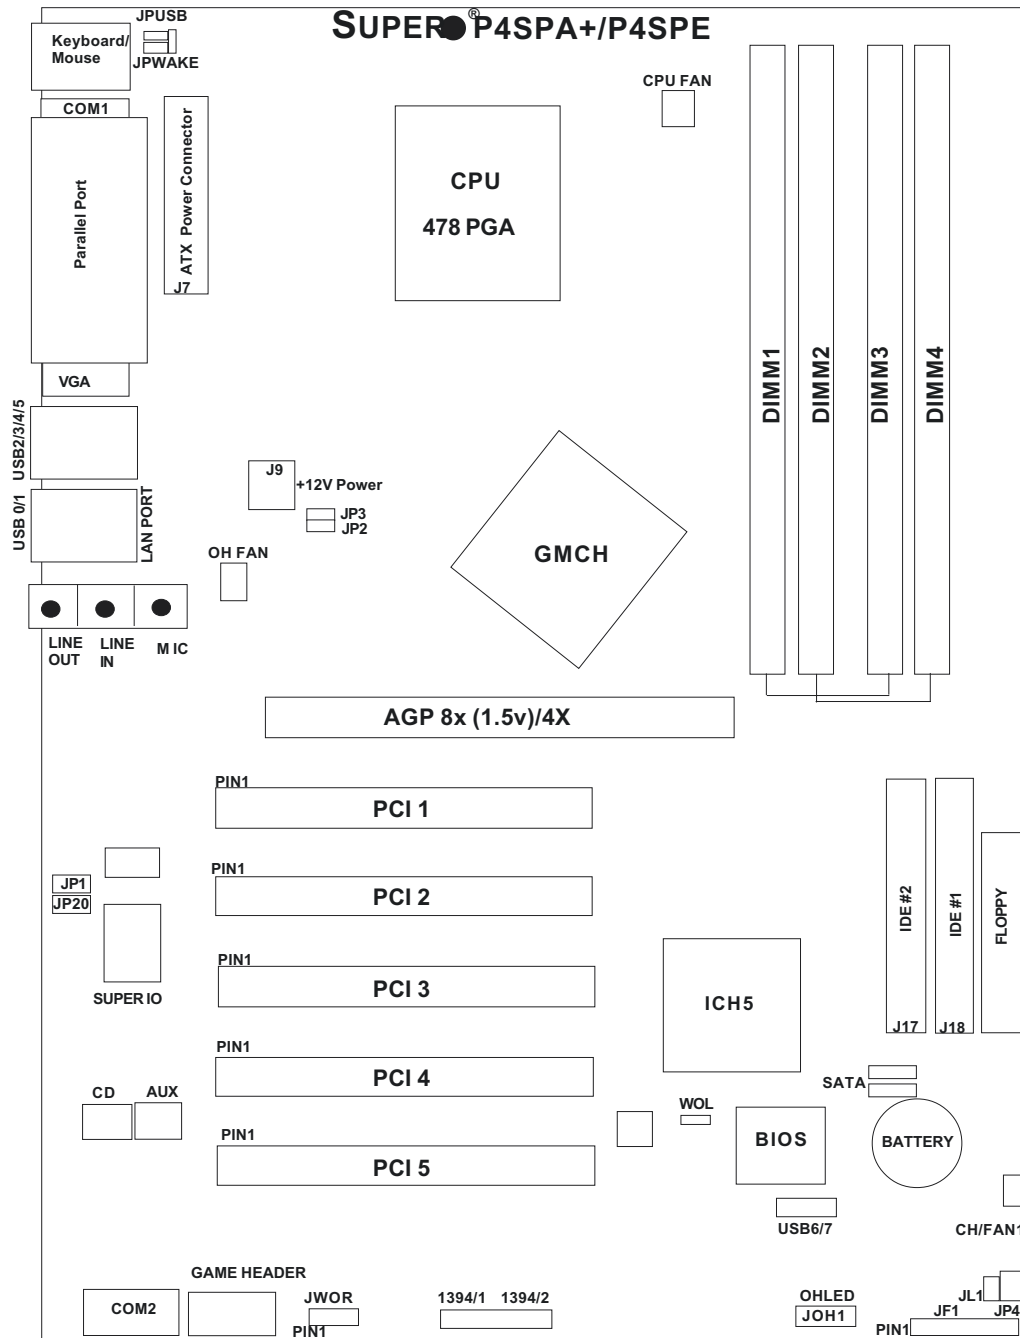 SUPER ® P4SPA+/P4SPE
JPUSB
Keyboard/
Mouse
JPWAKE
CPU FAN
COM1
Parallel Port
ATX Power Connector
J7
CPU
478 PGA
DIMM1
DIMM2
DIMM3
DIMM4
VGA
USB2/3/4/5
J9
+12V Power
JP3
JP2
USB 0/1
LAN PORT
OH FAN
GMCH
LINE
OUT
LINE
IN
MIC
AGP 8x (1.5v)/4X
PIN1
PCI 1
PIN1
PCI 2
JP1
JP20
IDE #2
IDE #1
FLOPPY
PIN1
PCI 3
SUPER IO
ICH5
J17
J18
PIN1
PCI 4
SATA
CD
AUX
WOL
PIN1
PCI 5
BIOS
BATTERY
USB6/7
CH/FAN1
GAME HEADER
COM2
JWOR
PIN1
1394/1
1394/2
OHLED
JOH1
JL1
JF1
JP4
PIN1